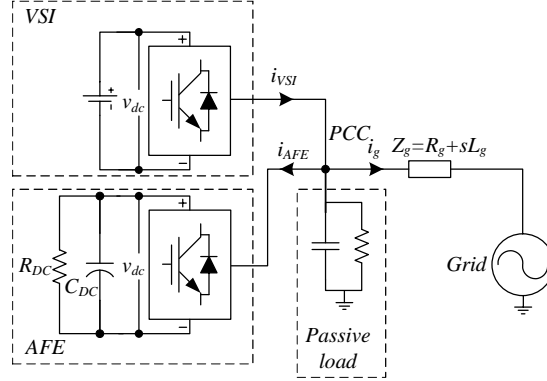 VSI
+
+
v_dc
−
i_VSI
PCC
i_AFE
i_g
Z_g=R_g+sL_g
+
R_DC
C_DC
v_dc
−
AFE
Grid
Passive
load